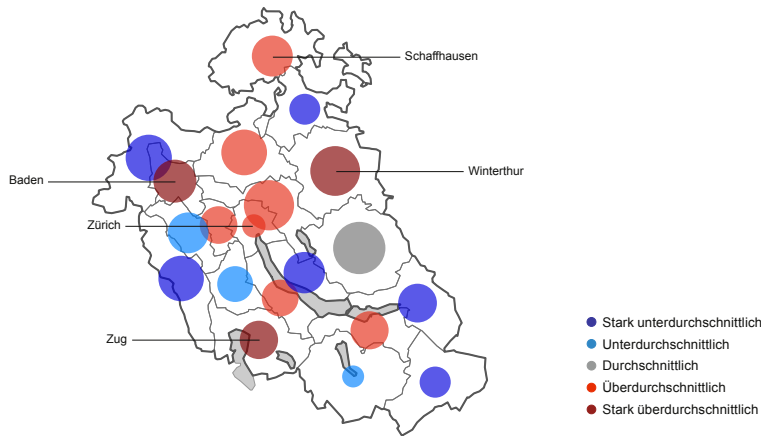 Schaffhausen
Baden
Winterthur
Zürich
Zug
Stark unterdurchschnittlich
Unterdurchschnittlich
Durchschnittlich
Überdurchschnittlich
Stark überdurchschnittlich